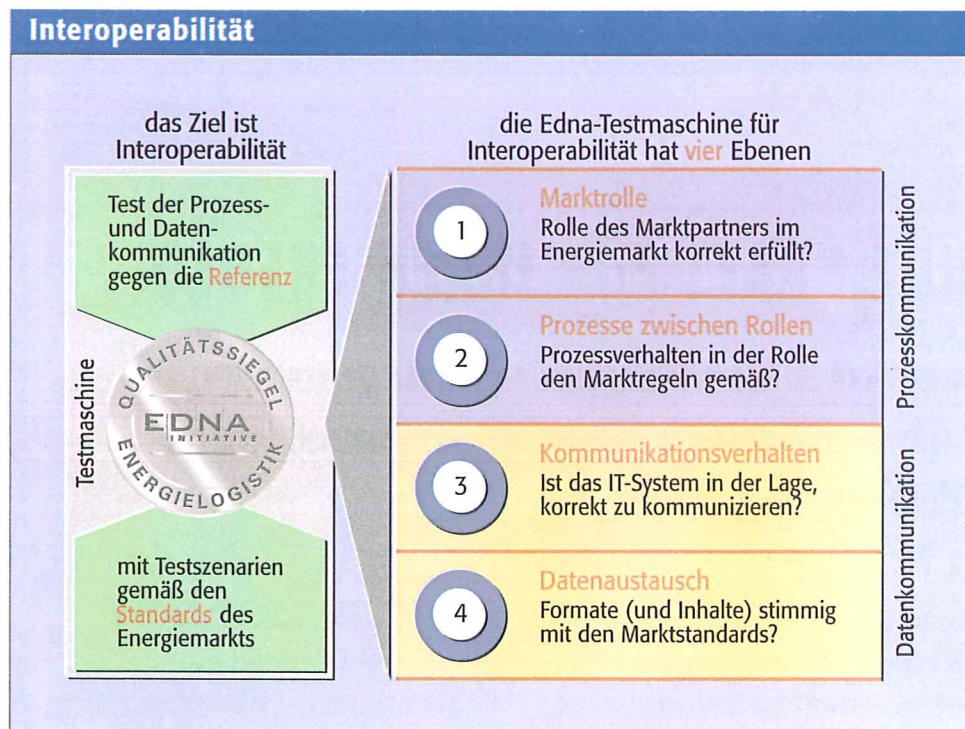 Interoperabilität
das Ziel ist
Interoperabilität
Test der Prozess-
und Daten-
kommunikation
gegen die Referenz
Testmaschine
QUALITÄTSSIEGEL
EDNA
INITIATIVE
ENERGIELOGISTIK
mit Testszenarien
gemäß den
Standards des
Energiemarkts
die Edna-Testmaschine für
Interoperabilität hat vier Ebenen
1
Marktrolle
Rolle des Marktpartners im
Energiemarkt korrekt erfüllt?
2
Prozesse zwischen Rollen
Prozessverhalten in der Rolle
den Marktregeln gemäß?
Prozesskommunikation
3
Kommunikationsverhalten
Ist das IT-System in der Lage,
korrekt zu kommunizieren?
4
Datenaustausch
Formate (und Inhalte) stimmig
mit den Marktstandards?
Datenkommunikation